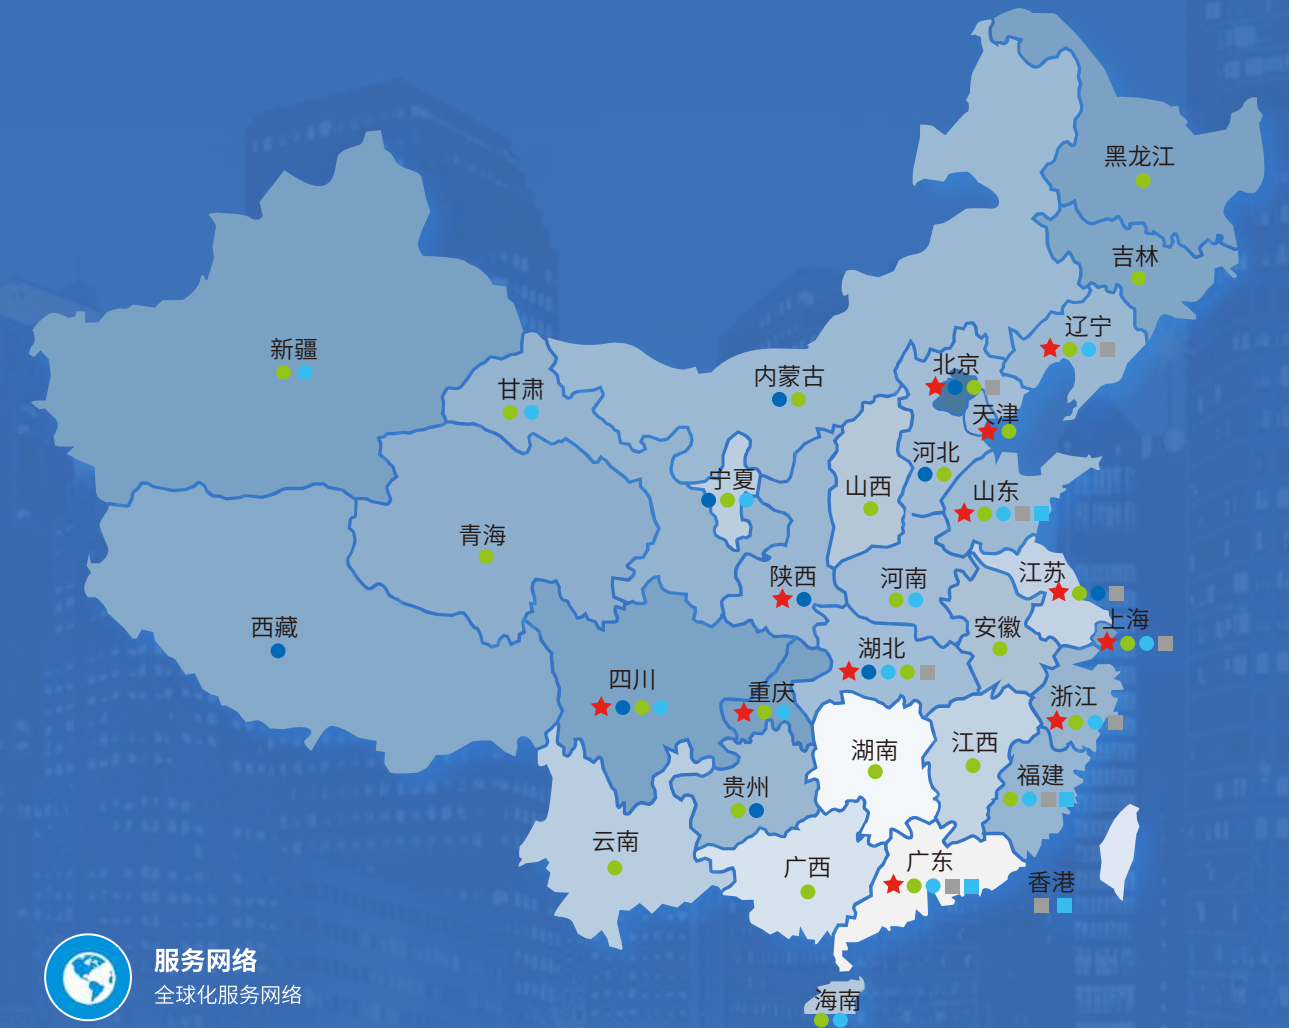 黑龙江
吉林
辽宁
新疆
北京
内蒙古
甘肃
天津
河北
宁夏
山西
山东
青海
江苏
陕西
河南
上海
西藏
安徽
湖北
四川
重庆
浙江
湖南
江西
福建
贵州
云南
广东
广西
香港
服务网络
全球化服务网络
海南